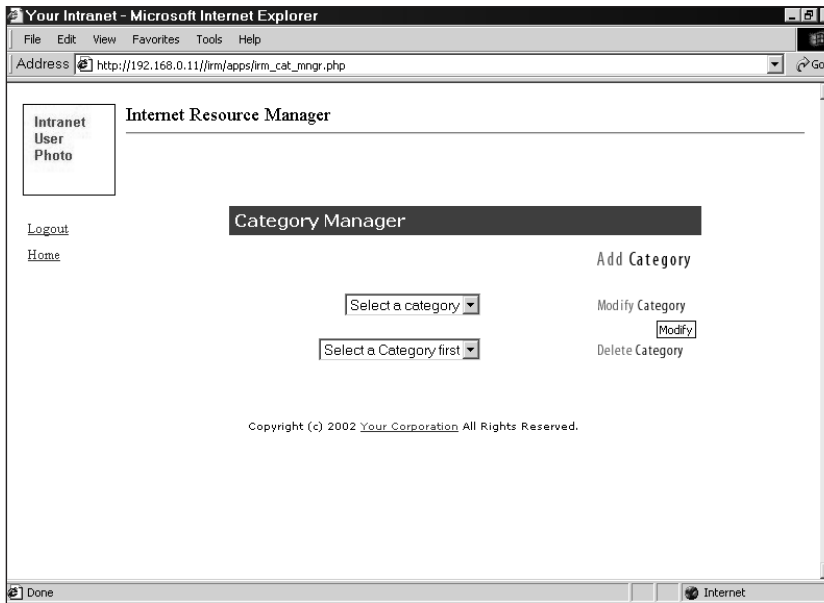 Your Intranet - Microsoft Internet Explorer
File Edit View Favorites Tools Help
Address http://192.168.0.11//irm/apps/irm_cat_mngr.php Go
Intranet
User
Photo
Internet Resource Manager
Logout
Home
Category Manager
Add Category
Select a category
Modify Category
Modify
Select a Category first
Delete Category
Copyright (c) 2002 Your Corporation All Rights Reserved.
Done
Internet